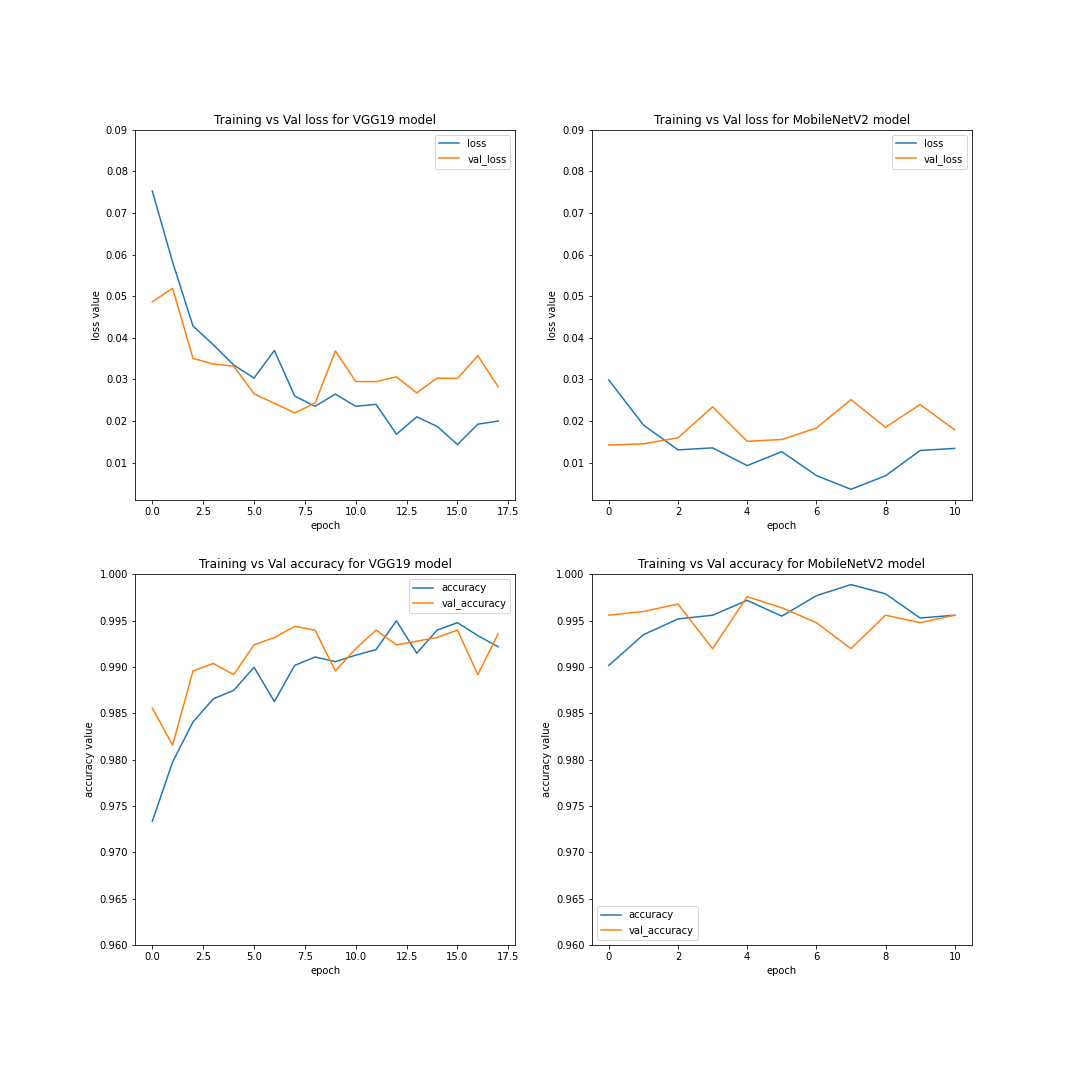 Training vs Val loss for VGG19 model
0.09
0.08
0.07
0.06
0.05
0.04
0.03
0.02
0.01
loss value
loss
val_loss
0.0 2.5 5.0 7.5 10.0 12.5 15.0 17.5
epoch
Training vs Val loss for MobileNetV2 model
0.09
0.08
0.07
0.06
0.05
0.04
0.03
0.02
0.01
loss value
loss
val_loss
0 2 4 6 8 10
epoch
Training vs Val accuracy for VGG19 model
1.000
0.995
0.990
0.985
0.980
0.975
0.970
0.965
0.960
accuracy value
accuracy
val_accuracy
0.0 2.5 5.0 7.5 10.0 12.5 15.0 17.5
epoch
Training vs Val accuracy for MobileNetV2 model
1.000
0.995
0.990
0.985
0.980
0.975
0.970
0.965
0.960
accuracy value
accuracy
val_accuracy
0 2 4 6 8 10
epoch